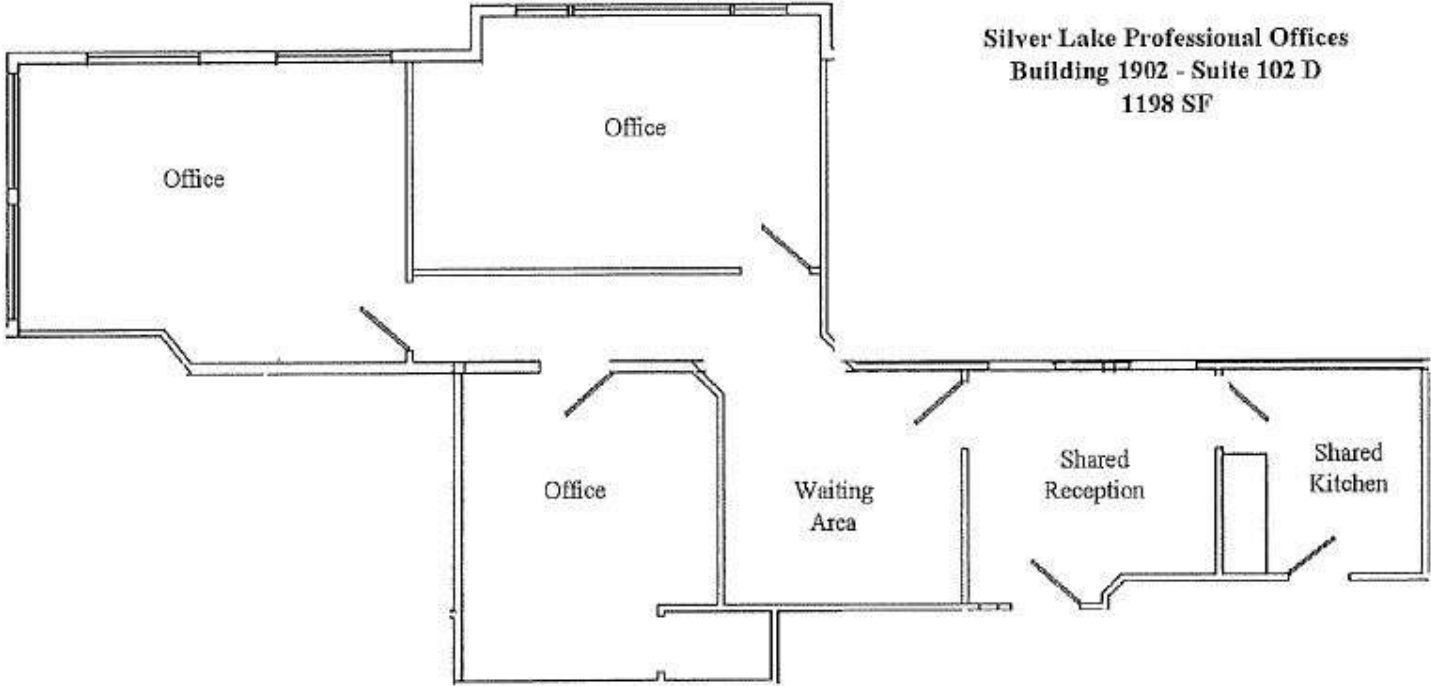 Silver Lake Professional Offices
Building 1902 - Suite 102 D
1198 SF
Office
Office
Office
Waiting
Area
Shared
Reception
Shared
Kitchen